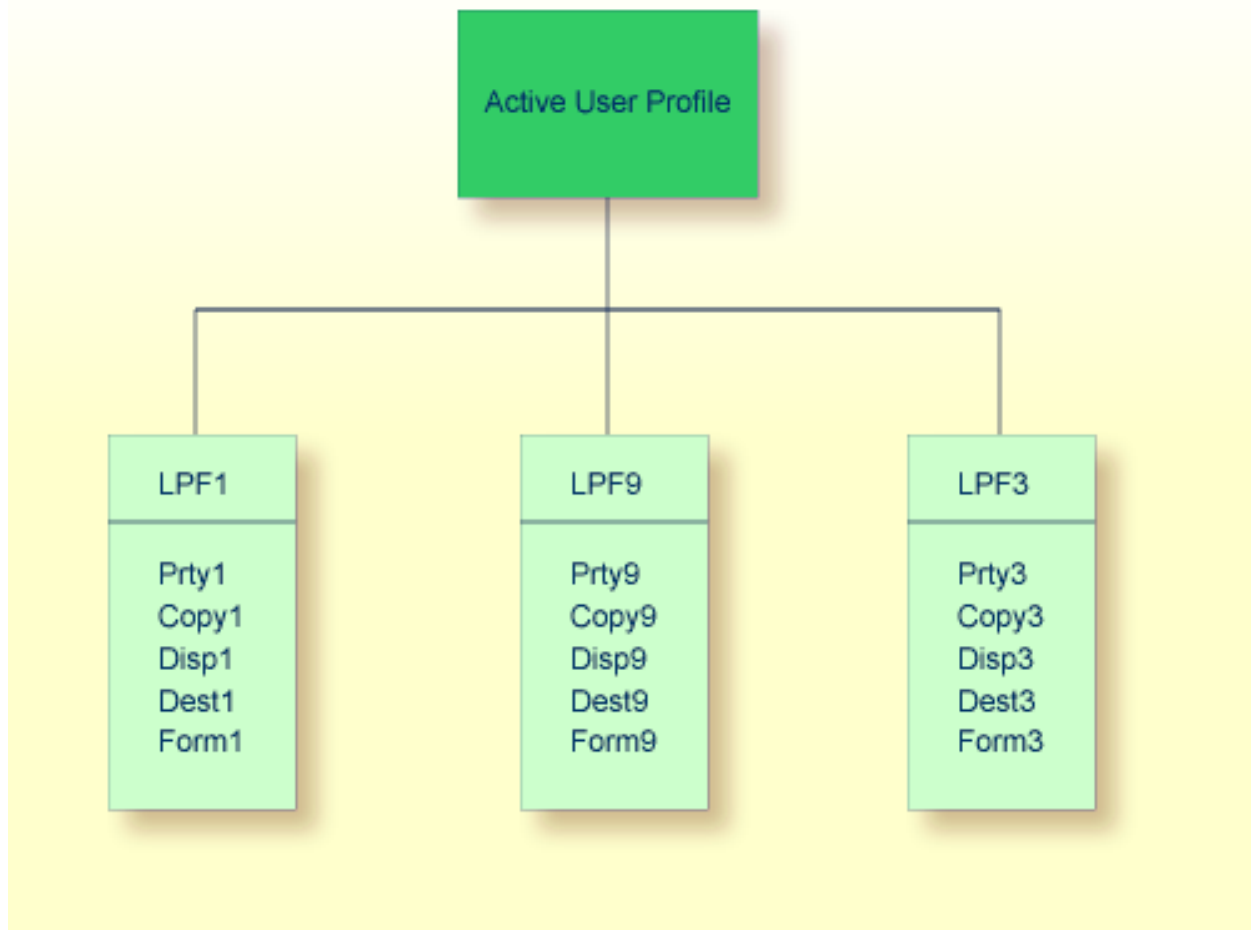 Active User Profile
LPF1
Prty1
Copy1
Disp1
Dest1
Form1
LPF9
Prty9
Copy9
Disp9
Dest9
Form9
LPF3
Prty3
Copy3
Disp3
Dest3
Form3